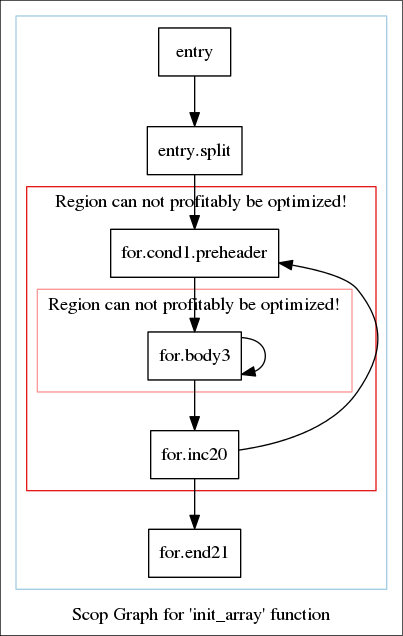 entry
entry.split
Region can not profitably be optimized!
for.cond1.preheader
Region can not profitably be optimized!
for.body3
for.inc20
for.end21
Scop Graph for 'init_array' function